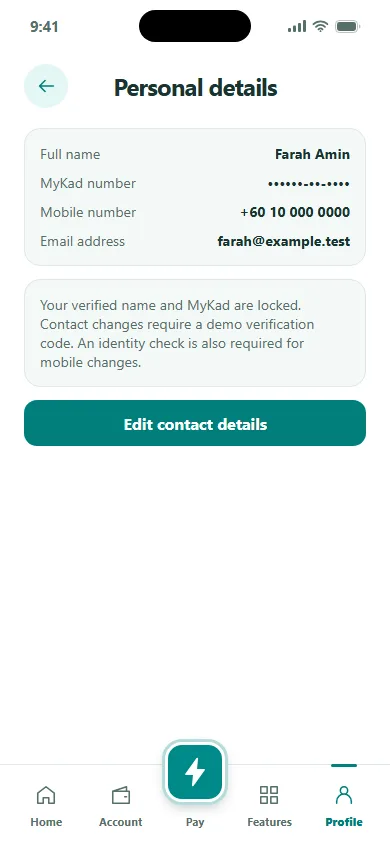 9:41
Personal details
Full name Farah Amin
MyKad number ••••••-••-••••
Mobile number +60 10 000 0000
Email address farah@example.test
Your verified name and MyKad are locked.
Contact changes require a demo verification
code. An identity check is also required for
mobile changes.
Edit contact details
Home Account Pay Features Profile